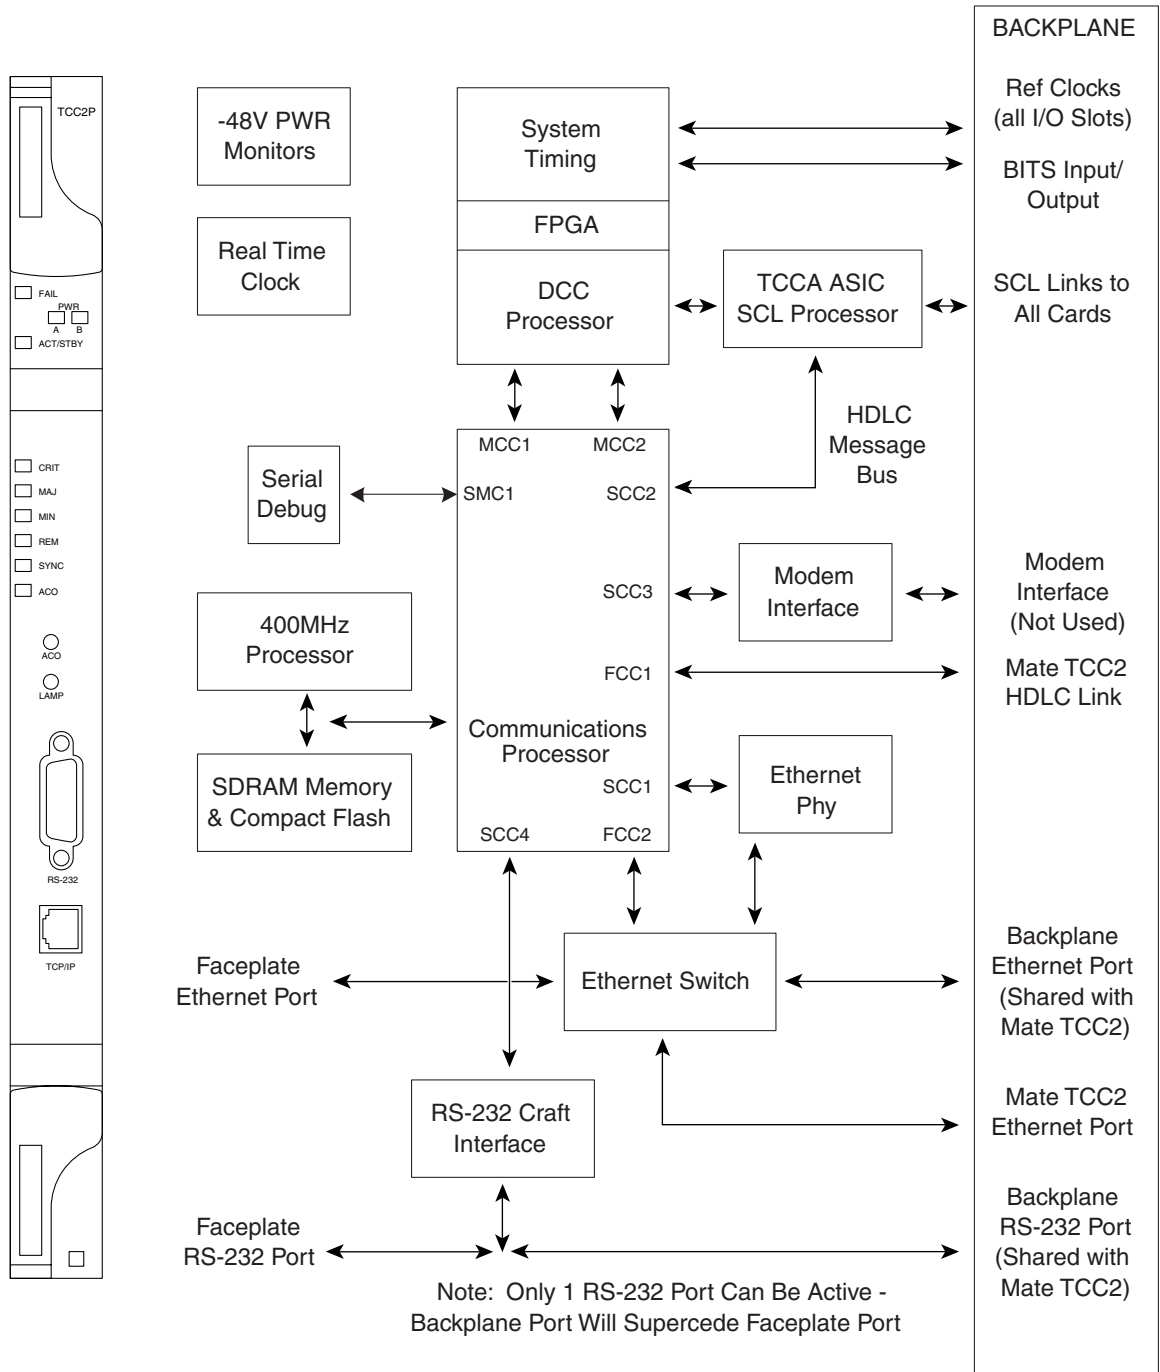 BACKPLANE
TCC2P
FAIL
PWR
A B
ACT/STBY
CRIT
MAJ
MIN
REM
SYNC
ACO
ACO
LAMP
RS-232
TCP/IP
-48V PWR
Monitors
Real Time
Clock
System
Timing
FPGA
DCC
Processor
TCCA ASIC
SCL Processor
Ref Clocks
(all I/O Slots)
BITS Input/
Output
SCL Links to
All Cards
HDLC
Message
Bus
Serial
Debug
MCC1
MCC2
SMC1
SCC2
SCC3
FCC1
Communications
Processor
SCC1
SCC4
FCC2
Modem
Interface
Modem
Interface
(Not Used)
400MHz
Processor
Mate TCC2
HDLC Link
SDRAM Memory
& Compact Flash
Ethernet
Phy
Faceplate
Ethernet Port
Ethernet Switch
Backplane
Ethernet Port
(Shared with
Mate TCC2)
RS-232 Craft
Interface
Mate TCC2
Ethernet Port
Faceplate
RS-232 Port
Backplane
RS-232 Port
(Shared with
Mate TCC2)
Note: Only 1 RS-232 Port Can Be Active -
Backplane Port Will Supercede Faceplate Port